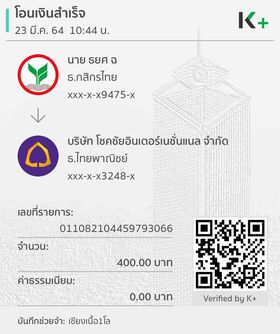 โอนเงินสำเร็จ
23 มี.ค. 64 10:44 น.
K+
นาย ธยศ ฉ
ธ.กสิกรไทย
xxx-x-x9475-x
บริษัท โชคชัยอินเตอร์เนชั่นแนล จำกัด
ธ.ไทยพาณิชย์
xxx-x-x3248-x
เลขที่รายการ:
011082104459793066
จำนวน:
400.00 บาท
ค่าธรรมเนียม:
0.00 บาท
Verified by K+
บันทึกช่วยจำ: เชียงเนื้อ1โล